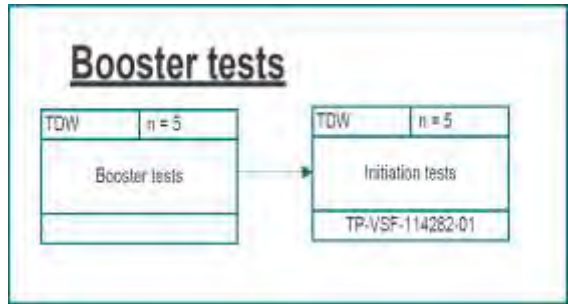 Booster tests
TDW n = 5
Booster tests
TDW n = 5
Initiation tests
TP-VSF-114282-01